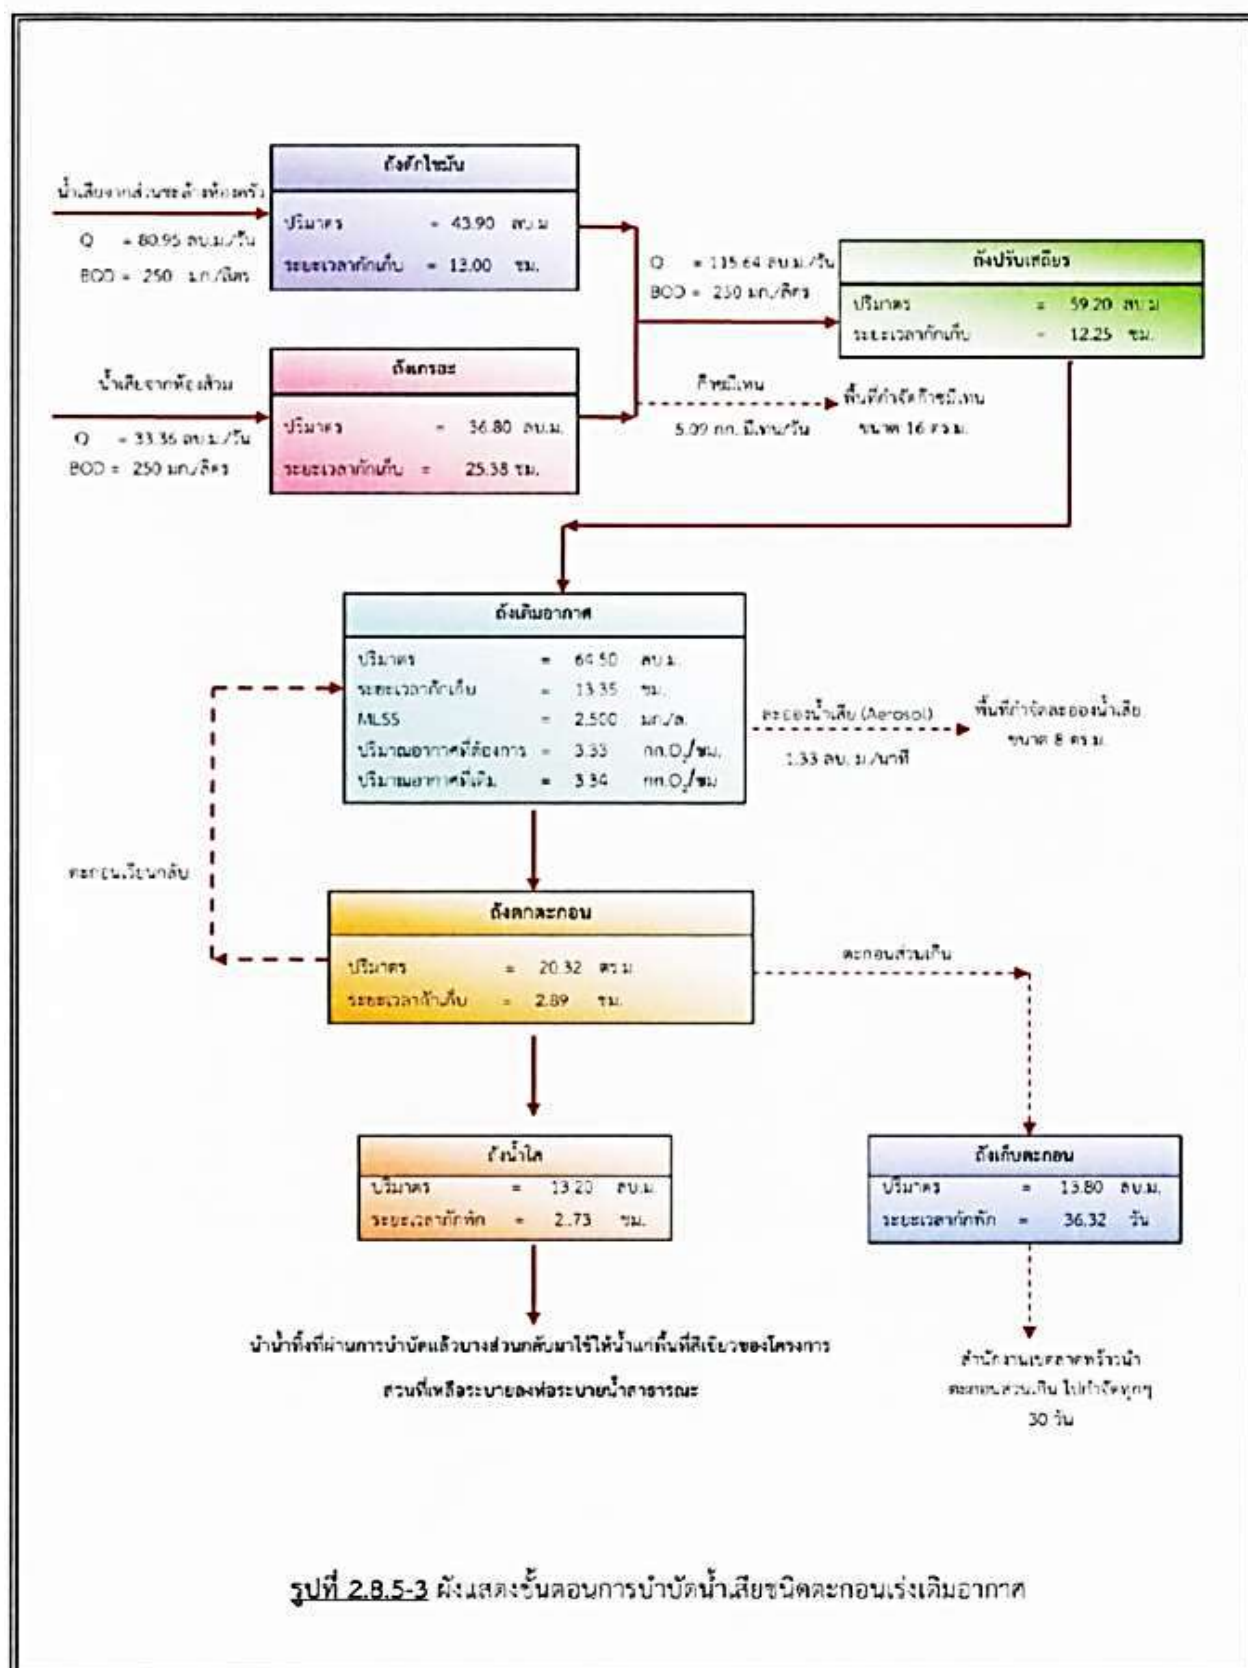 ถังดักไขมัน
น้ำเสียจากส่วนชะล้างห้องครัว
Q = 80.95 ลบ.ม./วัน
BOD = 250 มก./ลิตร
ปริมาตร = 43.90 ลบ.ม
ระยะเวลากักเก็บ = 13.00 ชม.
น้ำเสียจากห้องส้วม
Q = 33.36 ลบ.ม./วัน
BOD = 250 มก./ลิตร
ถังเกรอะ
ปริมาตร = 36.80 ลบ.ม.
ระยะเวลากักเก็บ = 25.38 ชม.
Q = 115.64 ลบ.ม./วัน
BOD = 250 มก./ลิตร
ถังปรับเสถียร
ปริมาตร = 59.20 ลบ.ม
ระยะเวลากักเก็บ = 12.25 ชม.
ก๊าซมีเทน
5.09 กก. มีเทน/วัน
พื้นที่กำจัดก๊าซมีเทน
ขนาด 16 ตร.ม.
ถังเติมอากาศ
ปริมาตร = 64.50 ลบ.ม.
ระยะเวลากักเก็บ = 13.35 ชม.
MLSS = 2,500 มก./ล.
ปริมาณอากาศที่ต้องการ = 3.33 กก.O2/ชม.
ปริมาณอากาศที่เติม = 3.34 กก.O2/ชม
ละอองน้ำเสีย (Aerosol)
1.33 ลบ. ม./นาที
พื้นที่กำจัดละอองน้ำเสีย
ขนาด 8 ตร.ม.
ตะกอนเวียนกลับ
ถังตกตะกอน
ปริมาตร = 20.32 ตร.ม
ระยะเวลากักเก็บ = 2.89 ชม.
ตะกอนส่วนเกิน
ถังน้ำใส
ปริมาตร = 13.20 ลบ.ม.
ระยะเวลากักพัก = 2.73 ชม.
ถังเก็บตะกอน
ปริมาตร = 13.80 ลบ.ม.
ระยะเวลากักพัก = 36.32 วัน
นำน้ำทิ้งที่ผ่านการบำบัดแล้วบางส่วนกลับมาใช้ให้น้ำแก่พื้นที่สีเขียวของโครงการ
ส่วนที่เหลือระบายลงท่อระบายน้ำสาธารณะ
สำนักงานเขตลาดพร้าวนำ
ตะกอนส่วนเกิน ไปกำจัดทุกๆ
30 วัน
รูปที่ 2.8.5-3 ผังแสดงขั้นตอนการบำบัดน้ำเสียชนิดตะกอนเร่งเติมอากาศ